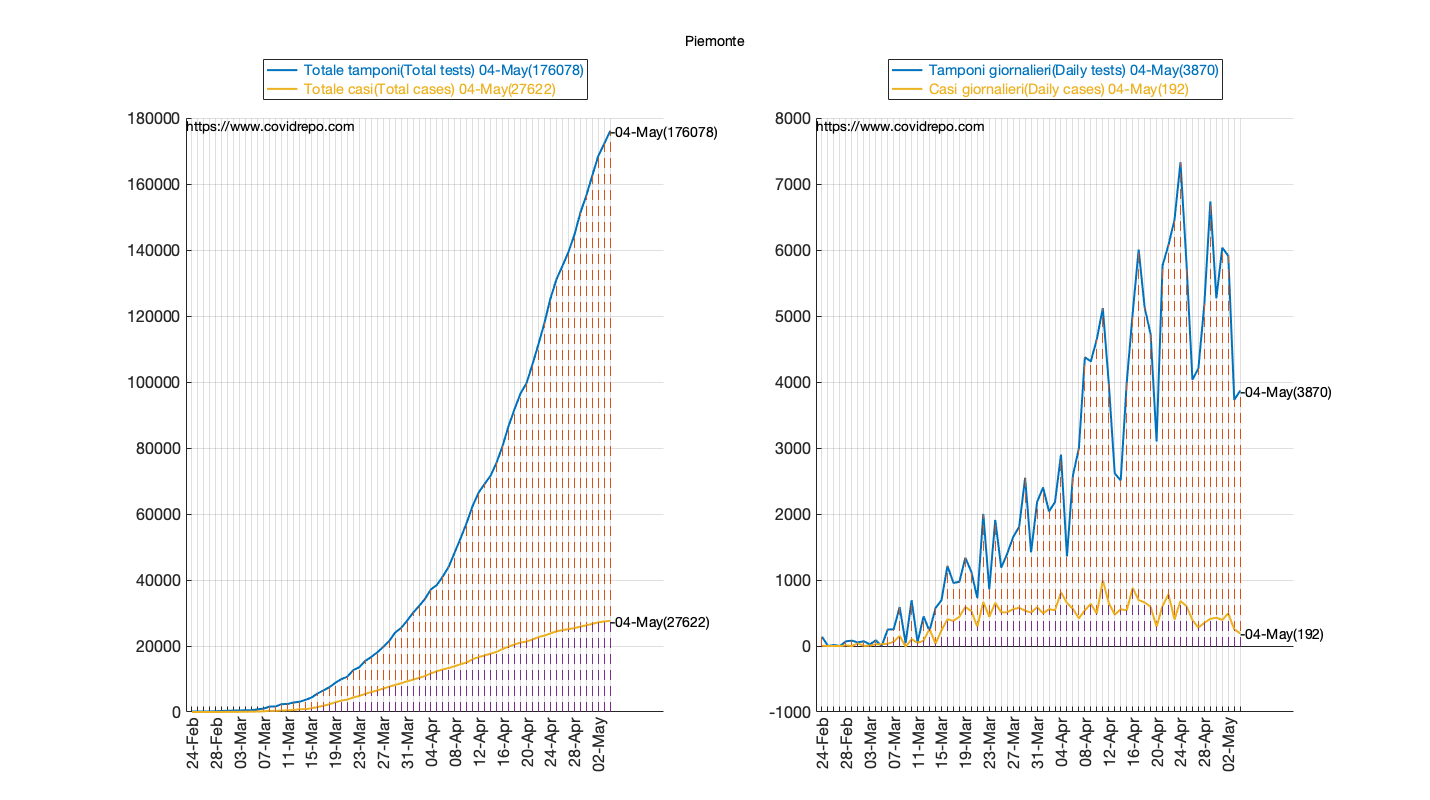 Piemonte
Totale tamponi(Total tests) 04-May(176078)
Totale casi(Total cases) 04-May(27622)
https://www.covidrepo.com
180000
160000
140000
120000
100000
80000
60000
40000
20000
0
04-May(176078)
04-May(27622)
24-Feb
28-Feb
03-Mar
07-Mar
11-Mar
15-Mar
19-Mar
23-Mar
27-Mar
31-Mar
04-Apr
08-Apr
12-Apr
16-Apr
20-Apr
24-Apr
28-Apr
02-May
Tamponi giornalieri(Daily tests) 04-May(3870)
Casi giornalieri(Daily cases) 04-May(192)
https://www.covidrepo.com
8000
7000
6000
5000
4000
3000
2000
1000
0
-1000
04-May(3870)
04-May(192)
24-Feb
28-Feb
03-Mar
07-Mar
11-Mar
15-Mar
19-Mar
23-Mar
27-Mar
31-Mar
04-Apr
08-Apr
12-Apr
16-Apr
20-Apr
24-Apr
28-Apr
02-May